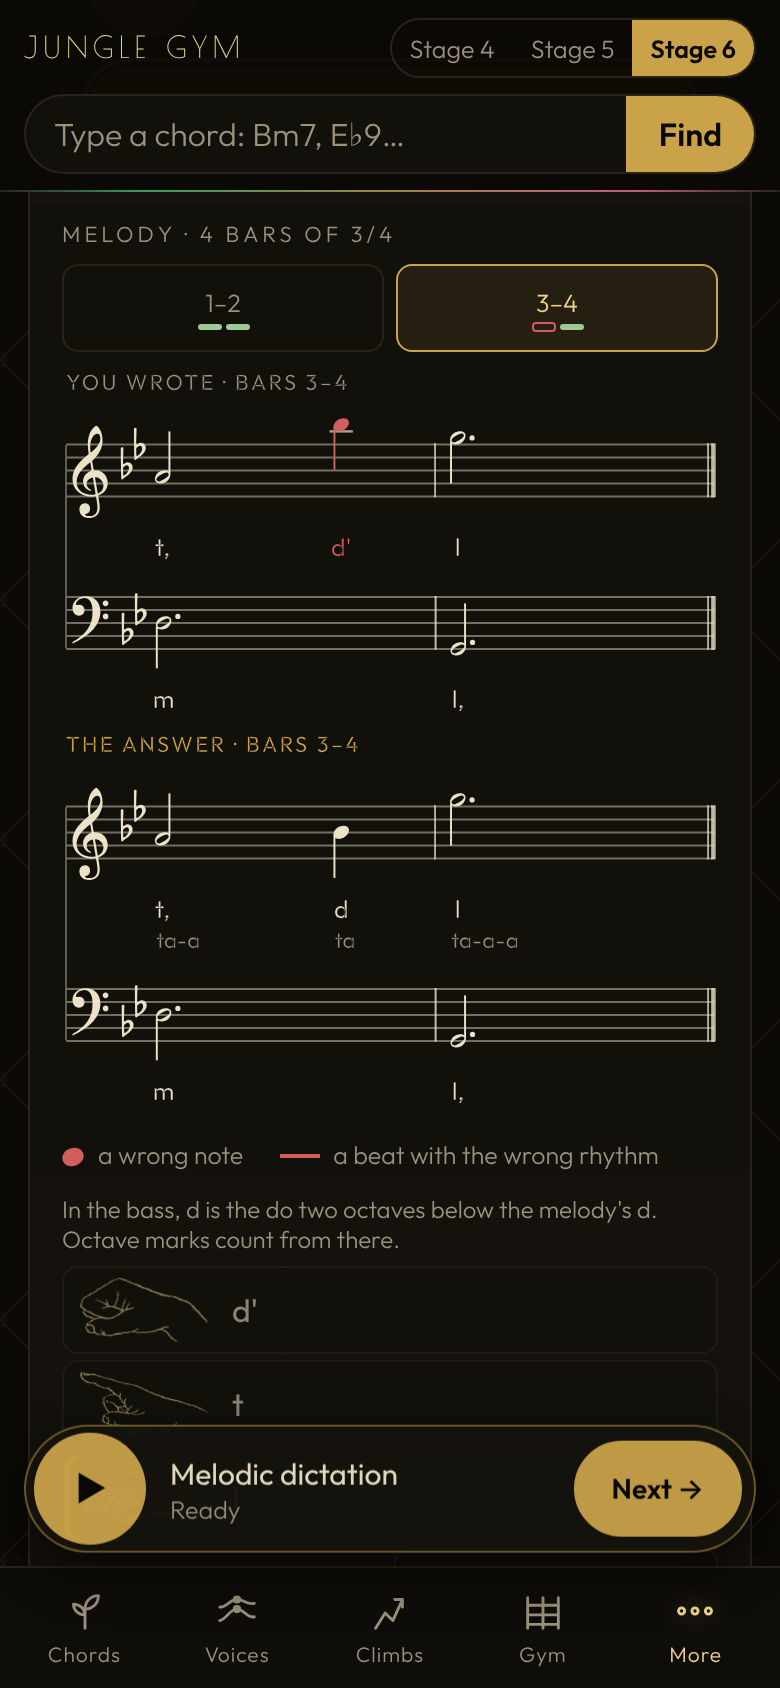 JUNGLE GYM
Stage 4 Stage 5 Stage 6
Type a chord: Bm7, E♭9... Find
MELODY · 4 BARS OF 3/4
1–2 3–4
YOU WROTE · BARS 3–4
t, d' l
m l,
THE ANSWER · BARS 3–4
t, d l
ta-a ta ta-a-a
m l,
a wrong note a beat with the wrong rhythm
In the bass, d is the do two octaves below the melody's d.
Octave marks count from there.
d'
t
Melodic dictation
Ready
Next →
Chords Voices Climbs Gym More